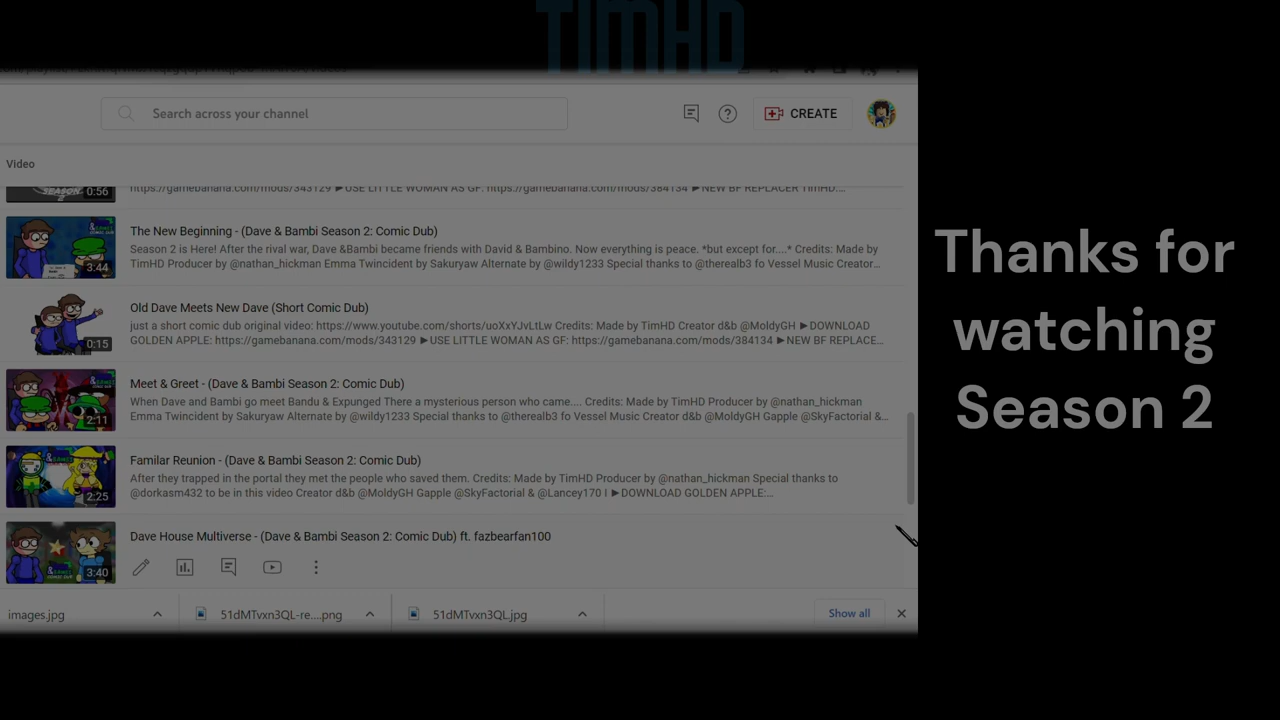 TIMHD
Search across your channel
CREATE
Video
0:56
https://gamebanana.com/mods/343129 ►USE LITTLE WOMAN AS GF: https://gamebanana.com/mods/384134 ►NEW BF REPLACER TimHD:...
The New Beginning - (Dave & Bambi Season 2: Comic Dub)
Season 2 is Here! After the rival war, Dave &Bambi became friends with David & Bambino. Now everything is peace. *but except for....* Credits: Made by
TimHD Producer by @nathan_hickman Emma Twincident by Sakuryaw Alternate by @wildy1233 Special thanks to @therealb3 fo Vessel Music Creator...
3:44
Old Dave Meets New Dave (Short Comic Dub)
just a short comic dub original video: https://www.youtube.com/shorts/uoXxYJvLtLw Credits: Made by TimHD Creator d&b @MoldyGH ►DOWNLOAD
GOLDEN APPLE: https://gamebanana.com/mods/343129 ►USE LITTLE WOMAN AS GF: https://gamebanana.com/mods/384134 ►NEW BF REPLACE...
0:15
Meet & Greet - (Dave & Bambi Season 2: Comic Dub)
When Dave and Bambi go meet Bandu & Expunged There a mysterious person who came.... Credits: Made by TimHD Producer by @nathan_hickman
Emma Twincident by Sakuryaw Alternate by @wildy1233 Special thanks to @therealb3 fo Vessel Music Creator d&b @MoldyGH Gapple @SkyFactorial &...
2:11
Familar Reunion - (Dave & Bambi Season 2: Comic Dub)
After they trapped in the portal they met the people who saved them. Credits: Made by TimHD Producer by @nathan_hickman Special thanks to
@dorkasm432 to be in this video Creator d&b @MoldyGH Gapple @SkyFactorial & @Lancey170 I ►DOWNLOAD GOLDEN APPLE:...
2:25
Dave House Multiverse - (Dave & Bambi Season 2: Comic Dub) ft. fazbearfan100
3:40
images.jpg
51dMTvxn3QL-re....png
51dMTvxn3QL.jpg
Show all
Thanks for
watching
Season 2